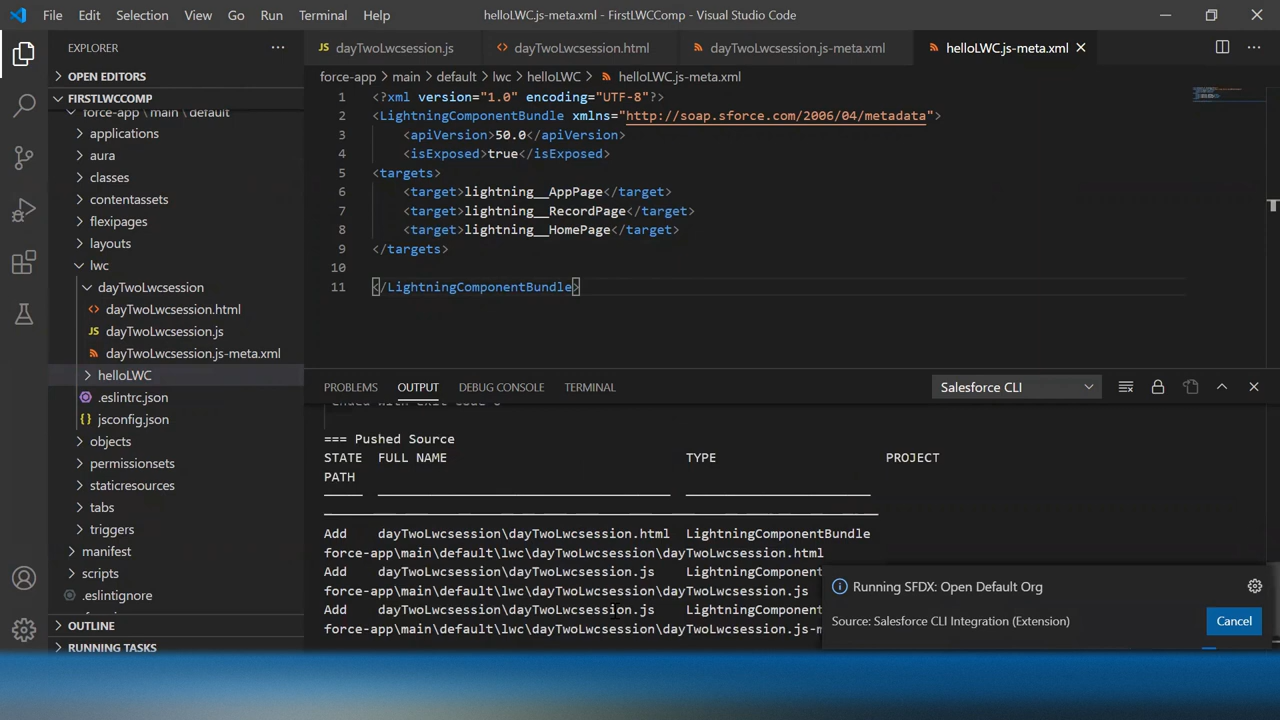 File Edit Selection View Go Run Terminal Help helloLWC.js-meta.xml - FirstLWCComp - Visual Studio Code
EXPLORER
dayTwoLwcsession.js dayTwoLwcsession.html dayTwoLwcsession.js-meta.xml helloLWC.js-meta.xml
OPEN EDITORS
FIRSTLWCCOMP
force-app \ main \ default
applications
aura
classes
contentassets
flexipages
layouts
lwc
dayTwoLwcsession
dayTwoLwcsession.html
JS dayTwoLwcsession.js
dayTwoLwcsession.js-meta.xml
helloLWC
.eslintrc.json
{} jsconfig.json
objects
permissionsets
staticresources
tabs
triggers
manifest
scripts
.eslintignore
OUTLINE
RUNNING TASKS
force-app > main > default > lwc > helloLWC > helloLWC.js-meta.xml
1 <?xml version="1.0" encoding="UTF-8"?>
2 <LightningComponentBundle xmlns="http://soap.sforce.com/2006/04/metadata">
3 <apiVersion>50.0</apiVersion>
4 <isExposed>true</isExposed>
5 <targets>
6 <target>lightning__AppPage</target>
7 <target>lightning__RecordPage</target>
8 <target>lightning__HomePage</target>
9 </targets>
10
11 </LightningComponentBundle>
PROBLEMS OUTPUT DEBUG CONSOLE TERMINAL Salesforce CLI
=== Pushed Source
STATE FULL NAME TYPE PROJECT
PATH
Add dayTwoLwcsession\dayTwoLwcsession.html LightningComponentBundle
force-app\main\default\lwc\dayTwoLwcsession\dayTwoLwcsession.html
Add dayTwoLwcsession\dayTwoLwcsession.js LightningComponent
force-app\main\default\lwc\dayTwoLwcsession\dayTwoLwcsession.js
Add dayTwoLwcsession\dayTwoLwcsession.js LightningComponent
force-app\main\default\lwc\dayTwoLwcsession\dayTwoLwcsession.js-m
Running SFDX: Open Default Org
Source: Salesforce CLI Integration (Extension)
Cancel